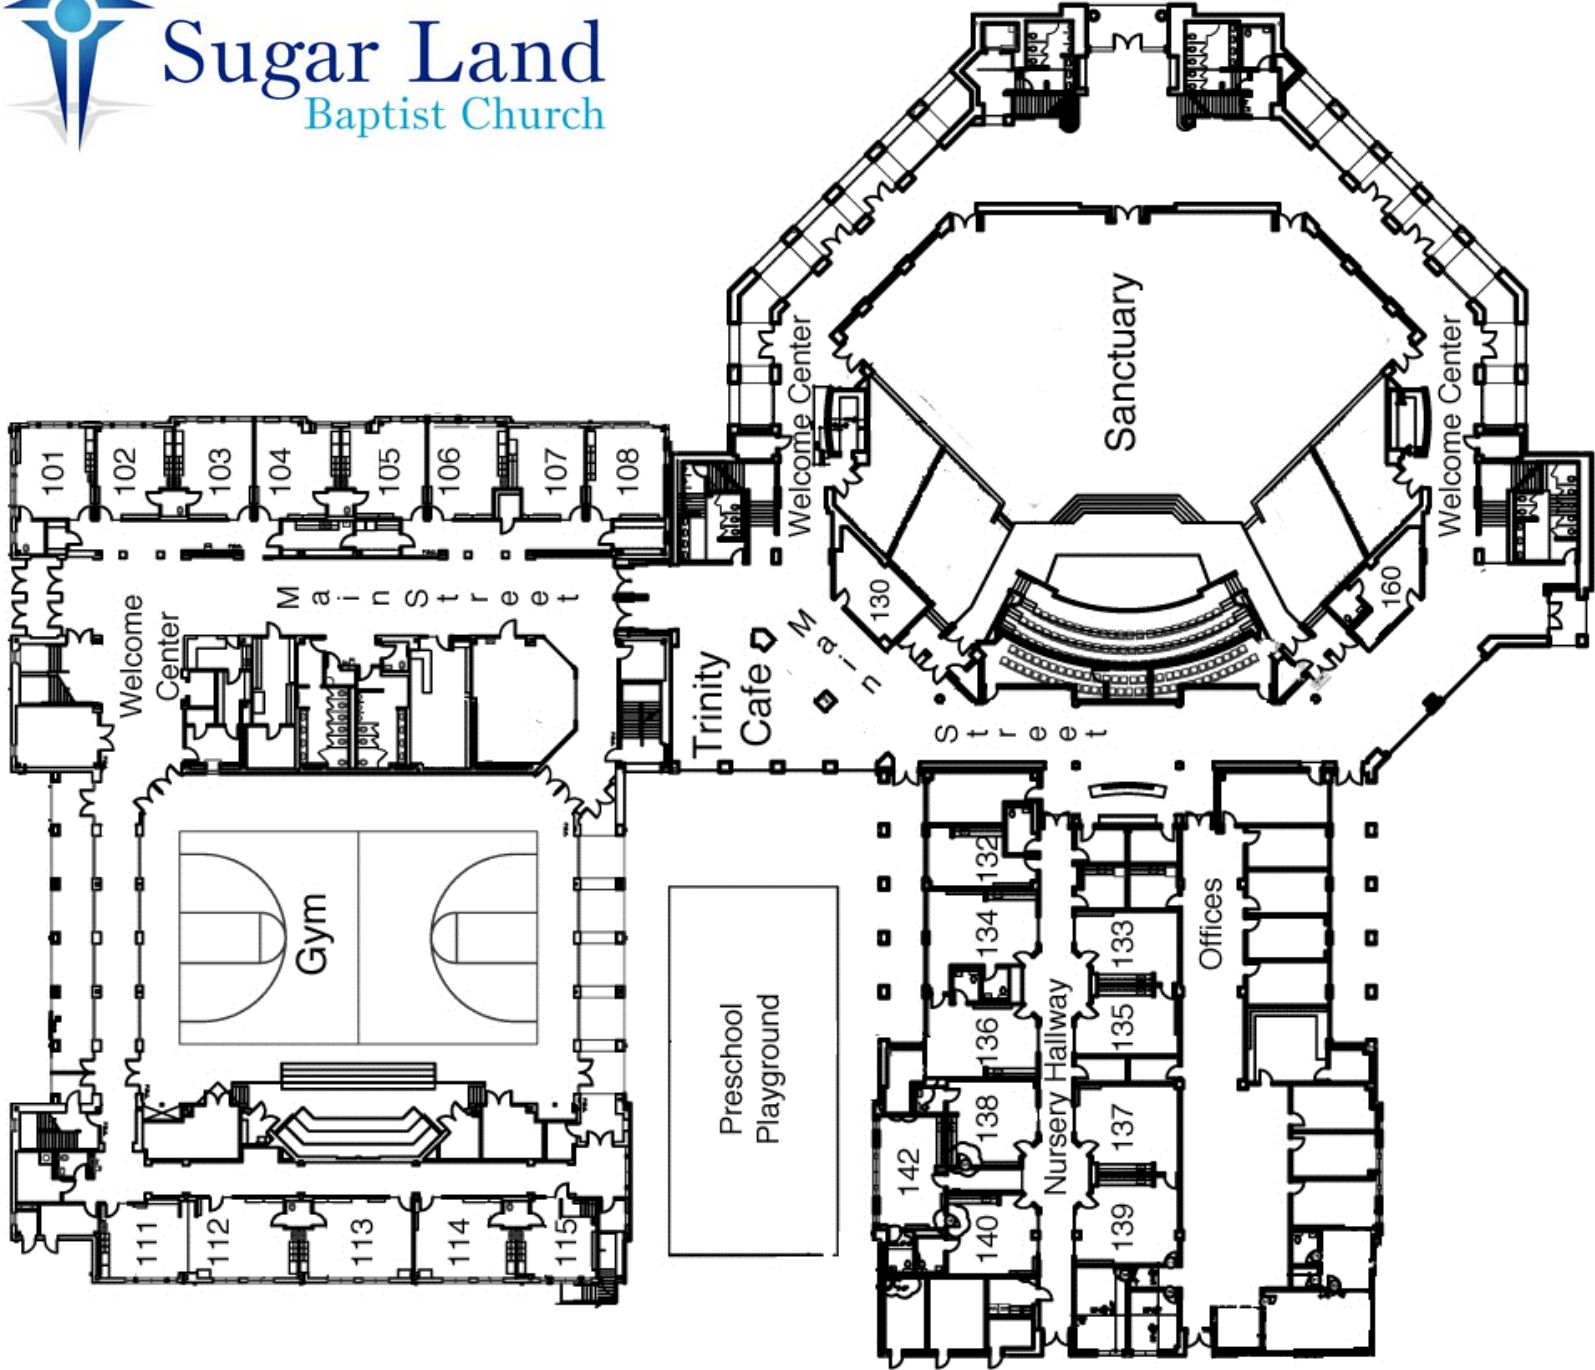 Sugar Land
Baptist Church
Sanctuary
Welcome Center
Welcome Center
101
102
103
104
105
106
107
108
130
160
Main Street
Welcome
Center
Trinity
Cafe
Main
Street
Gym
Preschool
Playground
132
134
136
138
142
140
Nursery Hallway
133
135
137
139
Offices
111
112
113
114
115